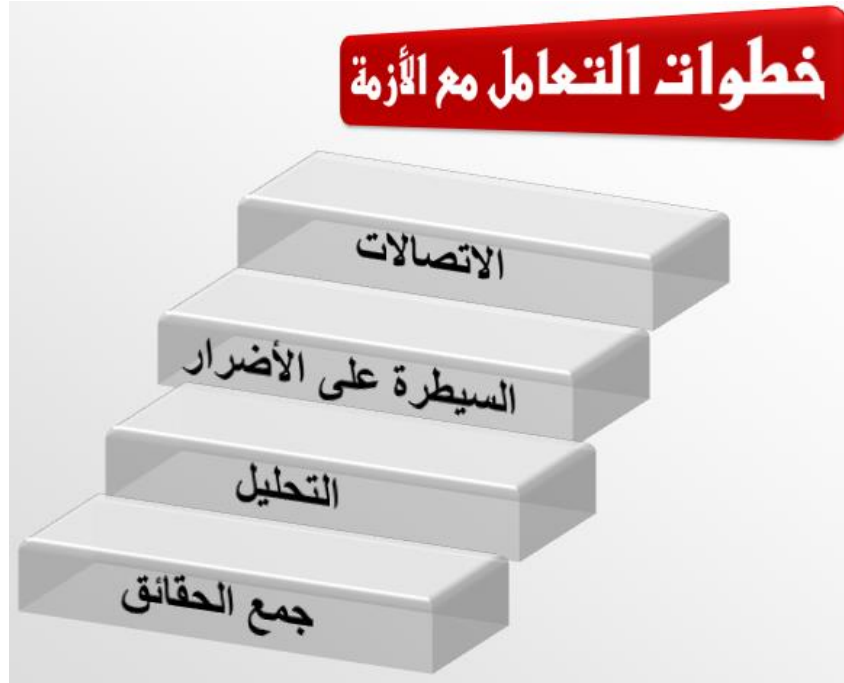 خطوات التعامل مع الأزمة
الاتصالات
السيطرة على الأضرار
التحليل
جمع الحقائق